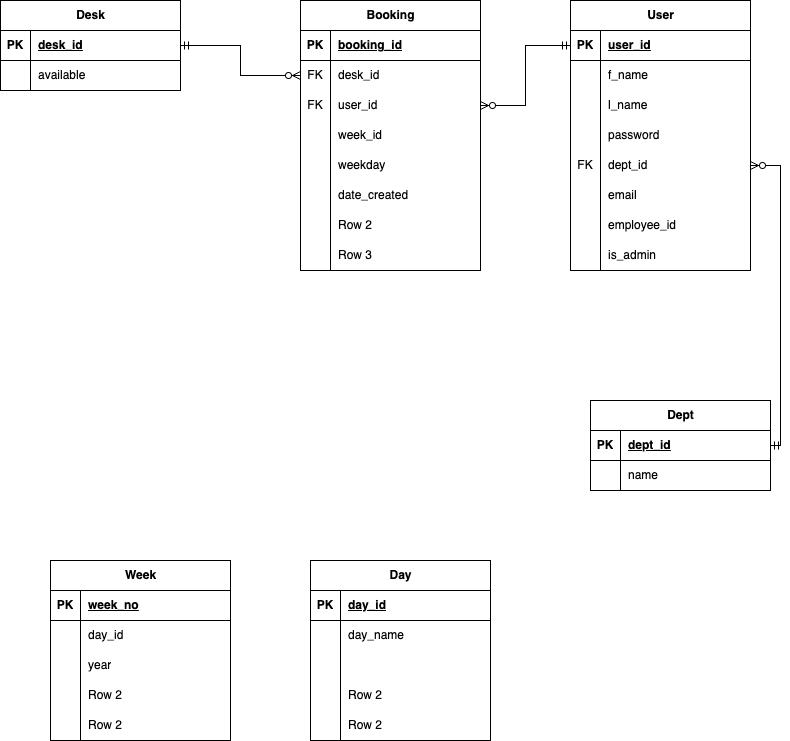 Desk
PK desk_id
available
Booking
PK booking_id
FK desk_id
FK user_id
week_id
weekday
date_created
Row 2
Row 3
User
PK user_id
f_name
l_name
password
FK dept_id
email
employee_id
is_admin
Dept
PK dept_id
name
Week
PK week_no
day_id
year
Row 2
Row 2
Day
PK day_id
day_name
Row 2
Row 2